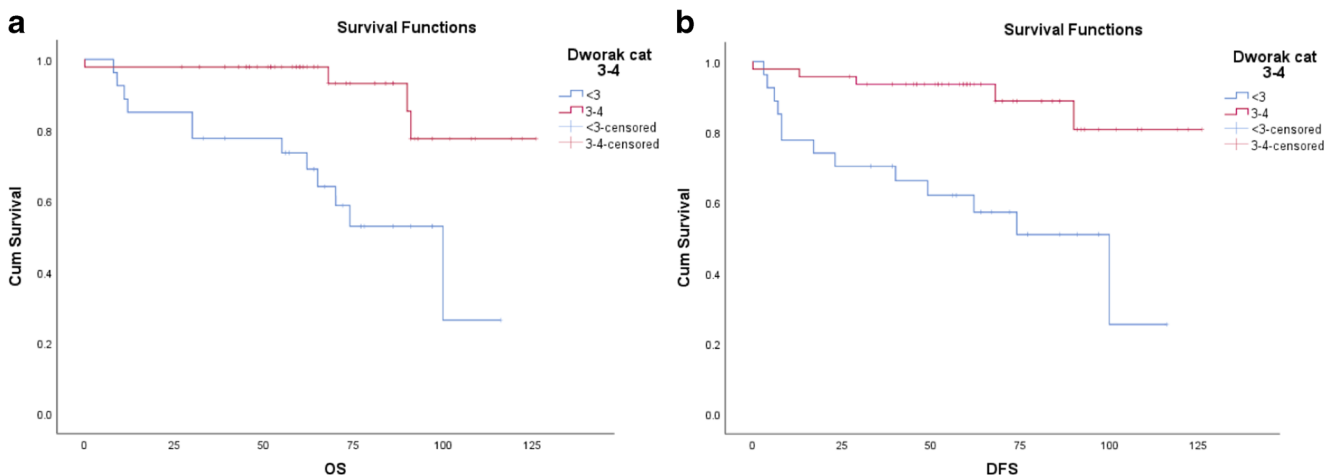 a
Survival Functions
Dworak cat
3-4
<3
3-4
<3-censored
3-4-censored
Cum Survival
1.0
0.8
0.6
0.4
0.2
0.0
0 25 50 75 100 125
OS
b
Survival Functions
Dworak cat
3-4
<3
3-4
<3-censored
3-4-censored
Cum Survival
1.0
0.8
0.6
0.4
0.2
0.0
0 25 50 75 100 125
DFS